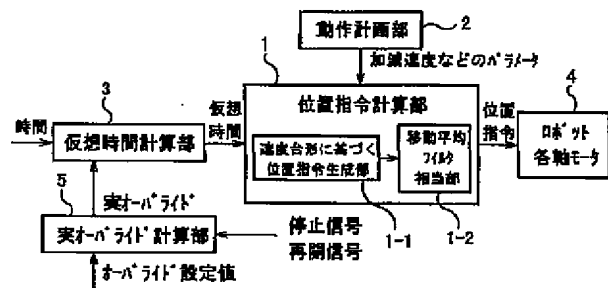 動作計画部
2
1
加減速度などのパラメータ
3
仮想
時間
位置指令計算部
位置
指令
4
時間
仮想時間計算部
速度台形に基づく
位置指令生成部
移動平均
フィルタ
相当部
ロボット
各軸モータ
実オーバライド
5
1-1
1-2
実オーバライド計算部
停止信号
再開信号
オーバライド設定値